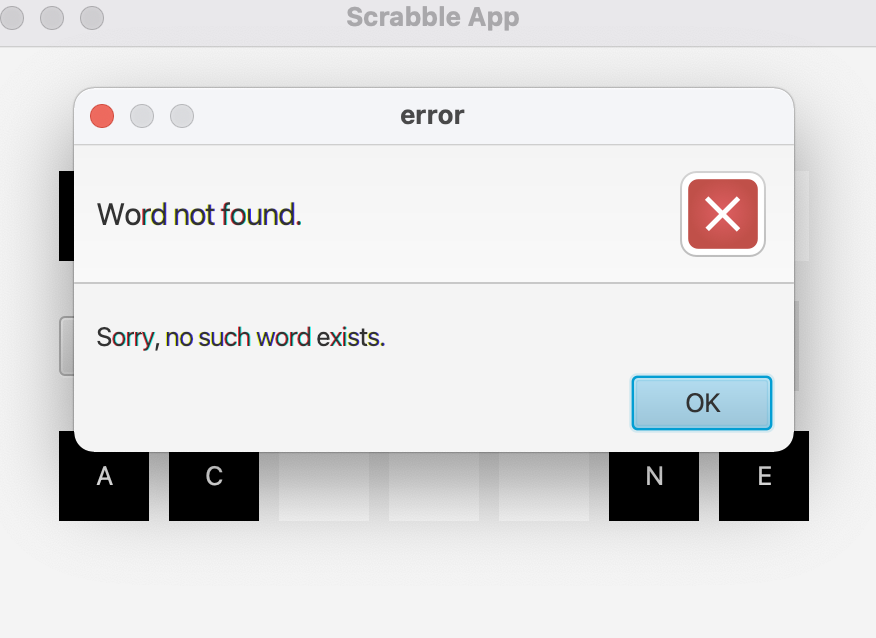 Scrabble App
error
Word not found.
Sorry, no such word exists.
OK
A C N E